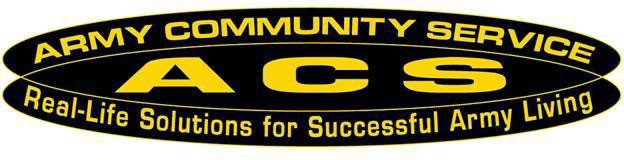 ARMY COMMUNITY SERVICE
ACS
Real-Life Solutions for Successful Army Living